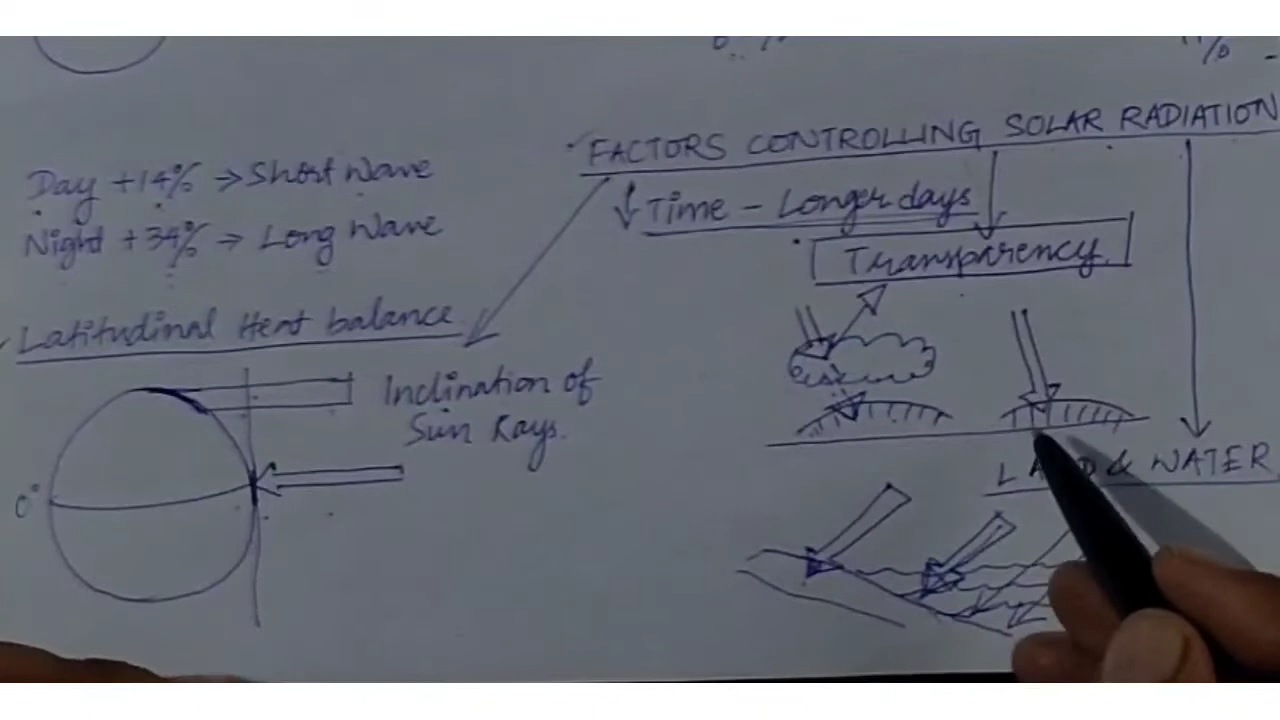 FACTORS CONTROLLING SOLAR RADIATION
Day +14% → Short Wave
Night +34% → Long Wave
Time - Longer days
Transparency
Latitudinal Heat balance
Inclination of
Sun Rays.
0°
LAND & WATER